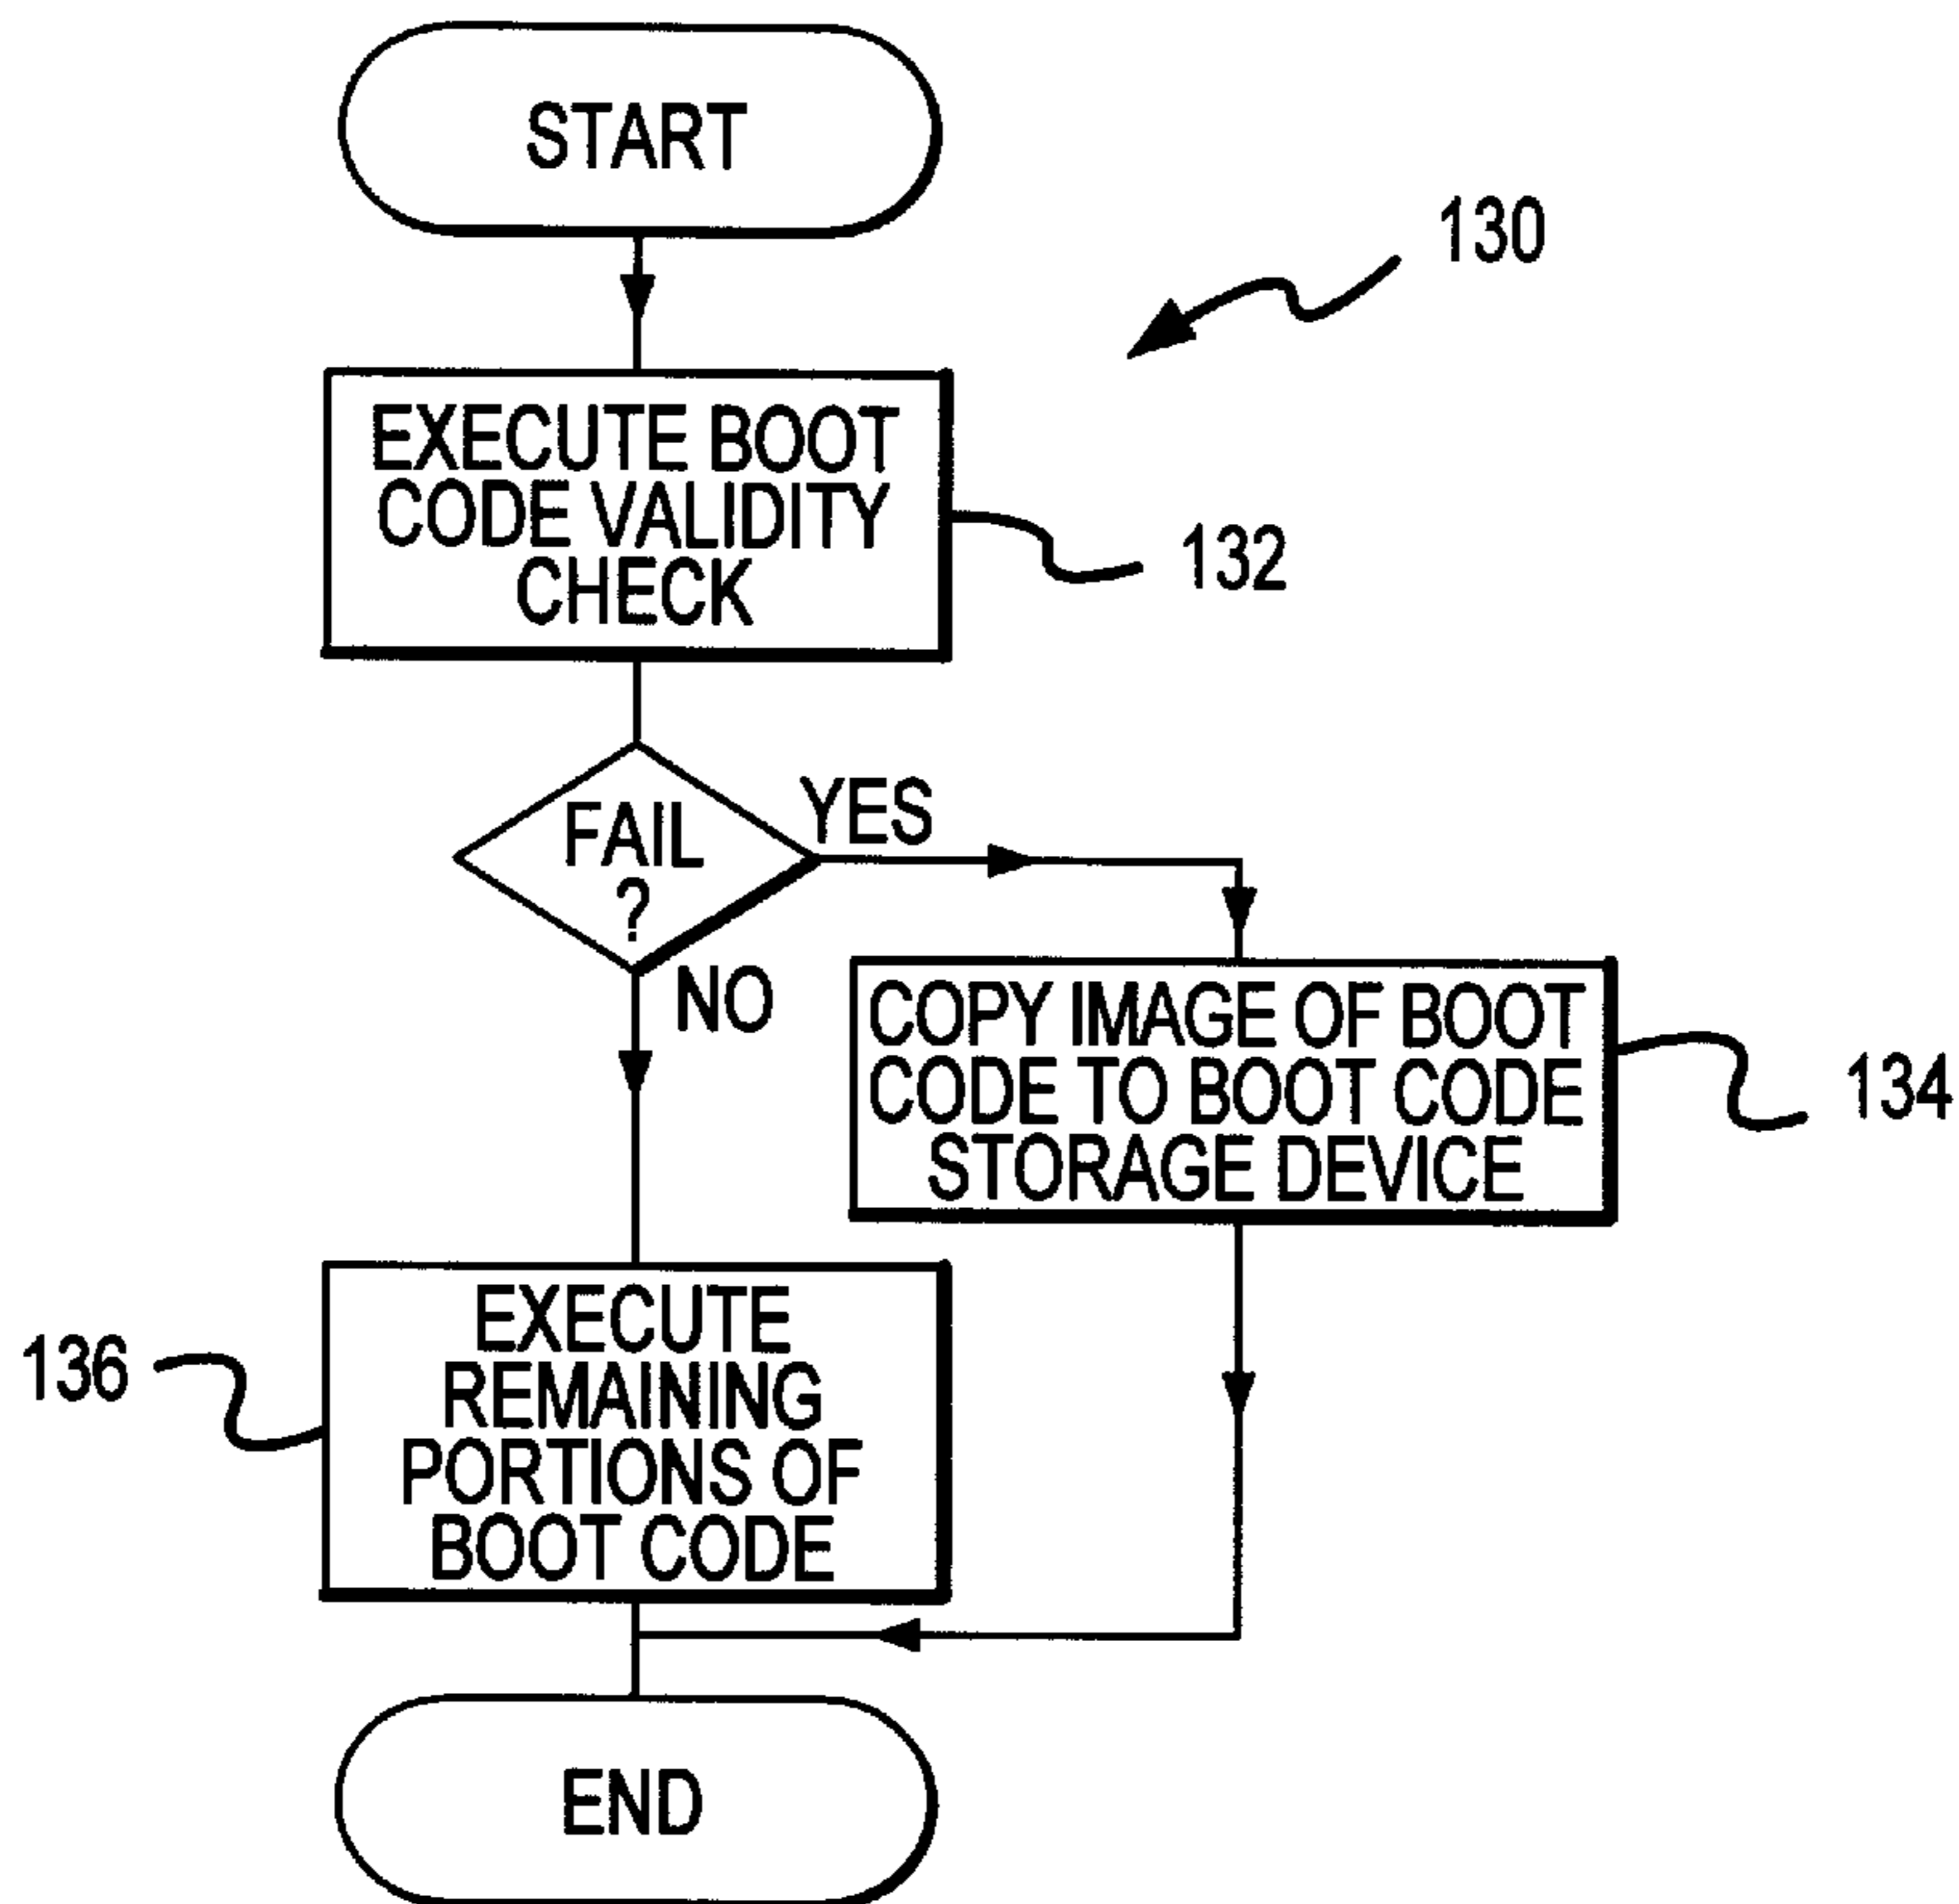 START
130
EXECUTE BOOT
CODE VALIDITY
CHECK
132
FAIL
?
YES
NO
COPY IMAGE OF BOOT
CODE TO BOOT CODE
STORAGE DEVICE
134
EXECUTE
REMAINING
PORTIONS OF
BOOT CODE
136
END